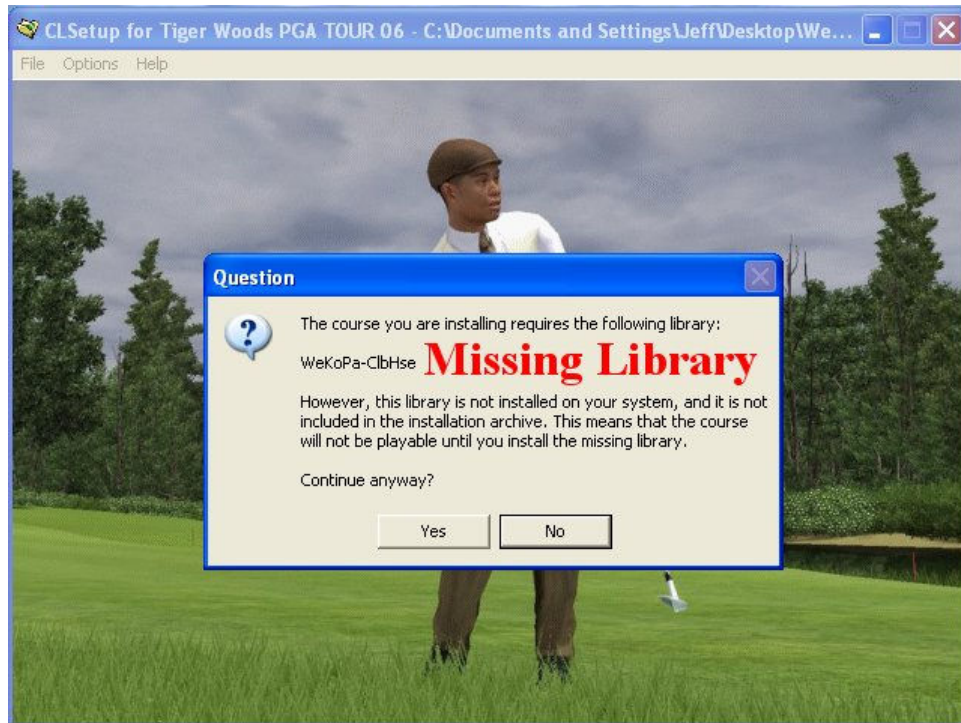 CLSetup for Tiger Woods PGA TOUR 06 - C:\Documents and Settings\Jeff\Desktop\We...
File Options Help
Question
The course you are installing requires the following library:
WeKoPa-ClbHse Missing Library
However, this library is not installed on your system, and it is not
included in the installation archive. This means that the course
will not be playable until you install the missing library.
Continue anyway?
Yes No